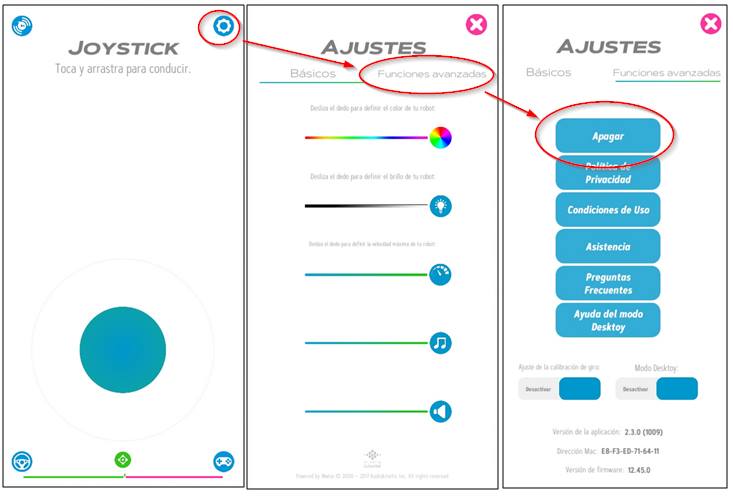 JOYSTICK
Toca y arrastra para conducir.
AJUSTES
Básicos
Funciones avanzadas
Desliza el dedo para definir el color de tu robot:
Desliza el dedo para definir el brillo de tu robot:
Desliza el dedo para definir la velocidad máxima de tu robot:
Powered by Wwise © 2006 – 2017 Audiokinetic Inc. All rights reserved.
AJUSTES
Básicos
Funciones avanzadas
Apagar
Política de
Privacidad
Condiciones de Uso
Asistencia
Preguntas
Frecuentes
Ayuda del modo
Desktoy
Ajuste de la calibración de giro:
Modo Desktoy:
Desactivar
Desactivar
Versión de la aplicación: 2.3.0 (1009)
Dirección Mac: E8-F3-ED-71-64-11
Versión de firmware: 12.45.0